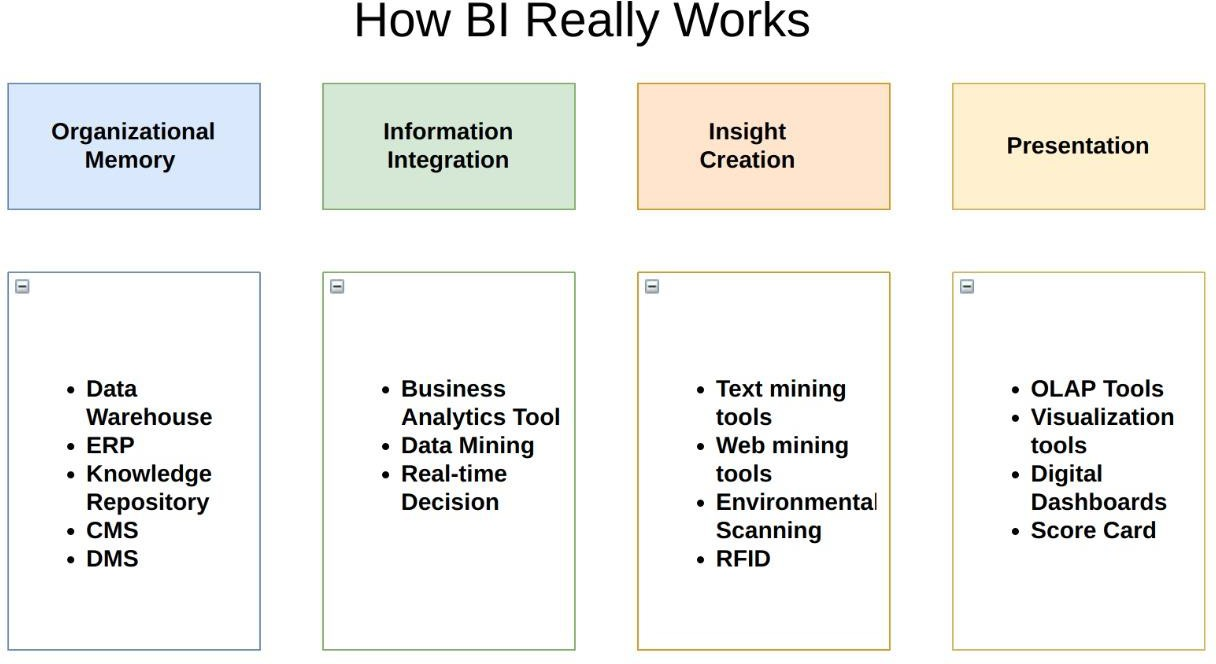 How BI Really Works
Organizational
Memory
Information
Integration
Insight
Creation
Presentation
• Data
Warehouse
• ERP
• Knowledge
Repository
• CMS
• DMS
• Business
Analytics Tool
• Data Mining
• Real-time
Decision
• Text mining
tools
• Web mining
tools
• Environmental
Scanning
• RFID
• OLAP Tools
• Visualization
tools
• Digital
Dashboards
• Score Card